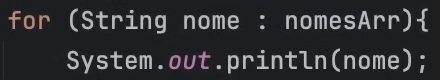 for (String nome : nomesArr){
    System.out.println(nome);